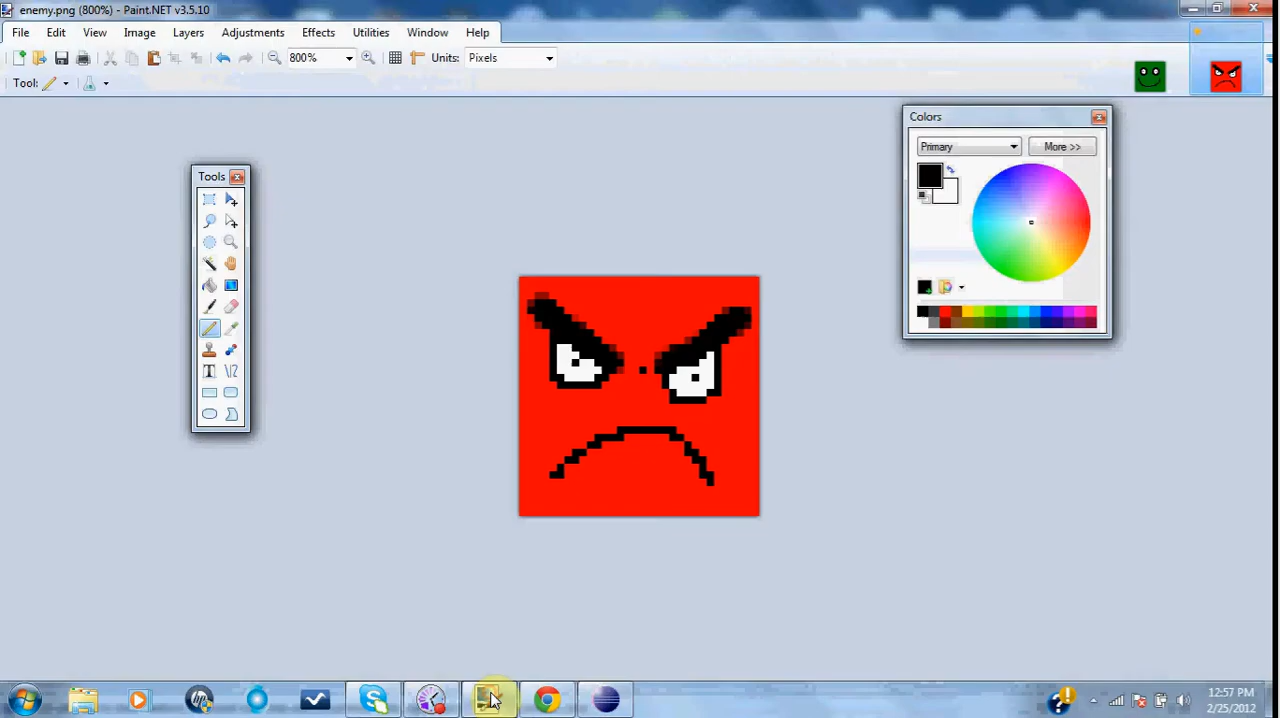 enemy.png (800%) - Paint.NET v3.5.10
File Edit View Image Layers Adjustments Effects Utilities Window Help
800% Units: Pixels
Tool:
Colors
Primary More >>
Tools
12:57 PM
2/25/2012